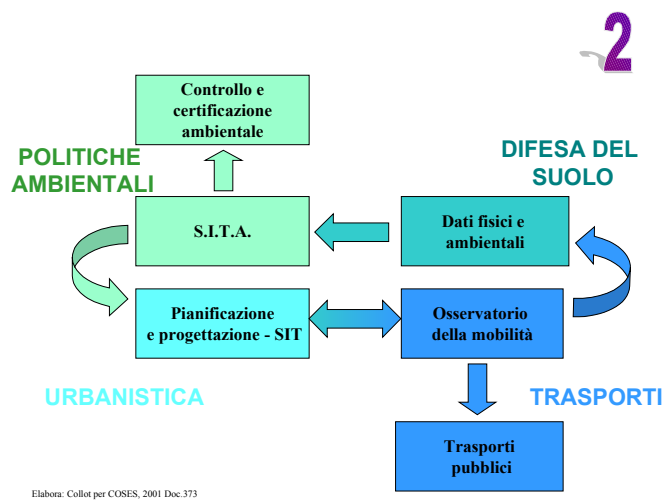 2
Controllo e
certificazione
ambientale
POLITICHE
AMBIENTALI
DIFESA DEL
SUOLO
S.I.T.A.
Dati fisici e
ambientali
Pianificazione
e progettazione - SIT
Osservatorio
della mobilità
URBANISTICA
TRASPORTI
Trasporti
pubblici
Elabora: Collot per COSES, 2001 Doc.373